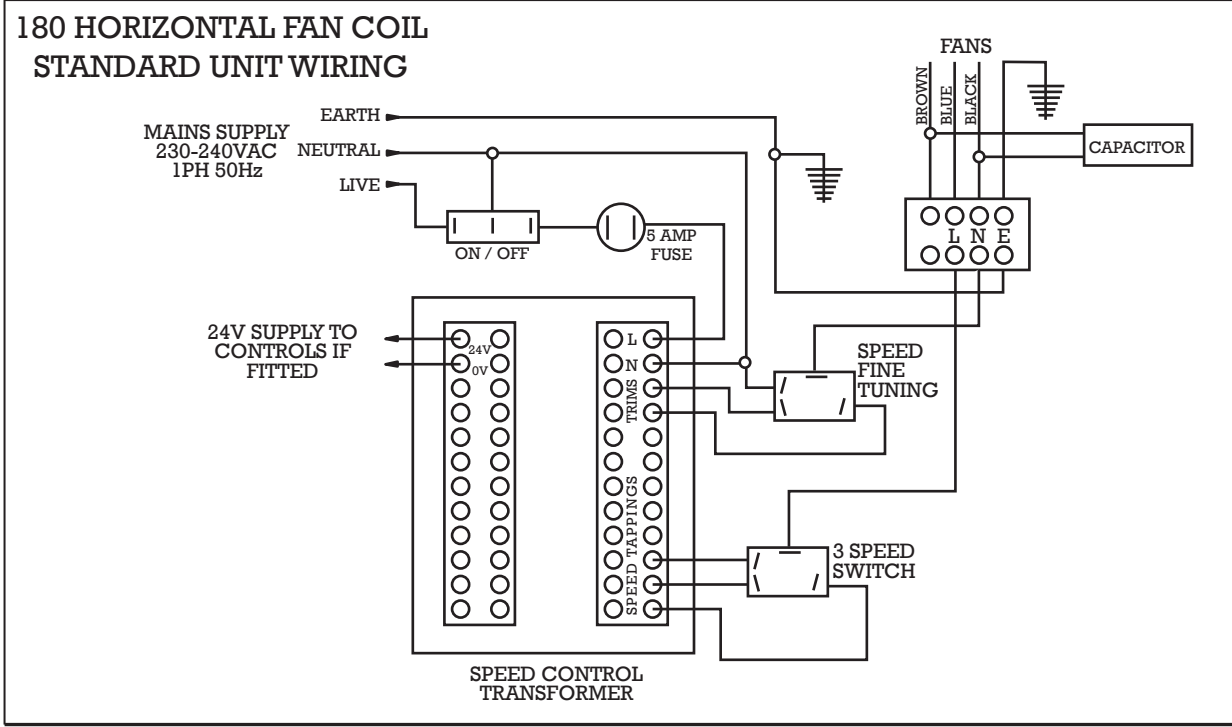 180 HORIZONTAL FAN COIL
STANDARD UNIT WIRING
FANS
BROWN
BLUE
BLACK
EARTH
MAINS SUPPLY
230-240VAC
1PH 50Hz
NEUTRAL
LIVE
CAPACITOR
ON / OFF
5 AMP
FUSE
L N E
24V SUPPLY TO
CONTROLS IF
FITTED
24V
0V
L
N
TRIMS
SPEED TAPPINGS
SPEED
FINE
TUNING
3 SPEED
SWITCH
SPEED CONTROL
TRANSFORMER